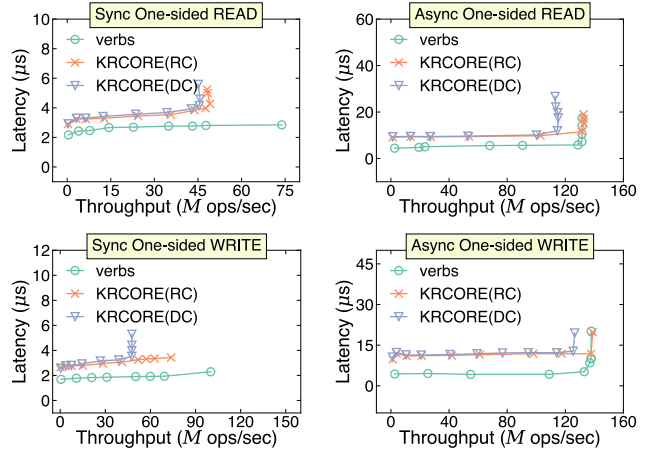 Sync One-sided READ
10
8
6
4
2
0
Latency (μs)
verbs
KRCORE(RC)
KRCORE(DC)
0 15 30 45 60 75
Throughput (M ops/sec)
Async One-sided READ
60
40
20
0
Latency (μs)
verbs
KRCORE(RC)
KRCORE(DC)
0 40 80 120 160
Throughput (M ops/sec)
Sync One-sided WRITE
12
10
8
6
4
2
0
Latency (μs)
verbs
KRCORE(RC)
KRCORE(DC)
0 30 60 90 120 150
Throughput (M ops/sec)
Async One-sided WRITE
45
30
15
0
Latency (μs)
verbs
KRCORE(RC)
KRCORE(DC)
0 40 80 120 160
Throughput (M ops/sec)